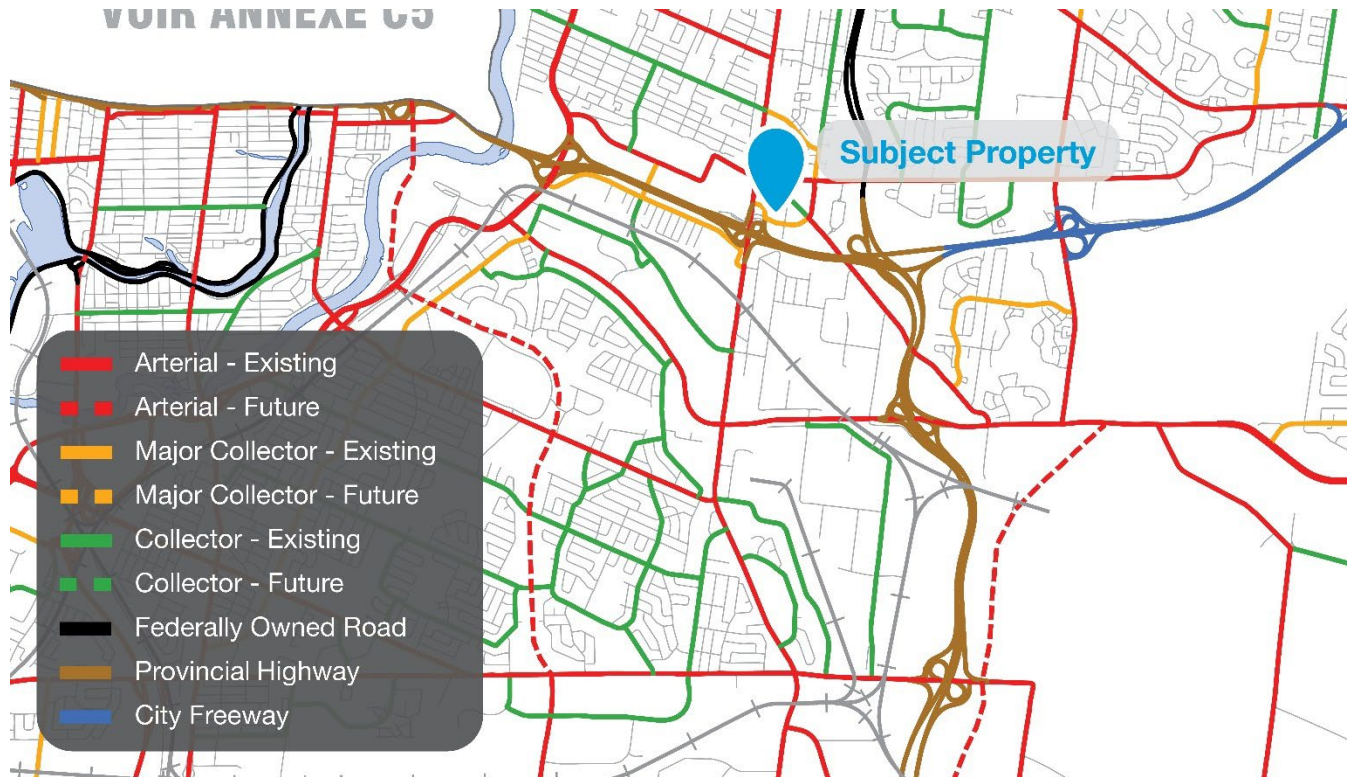 VOIR ANNEXE C5
Subject Property
Arterial - Existing
Arterial - Future
Major Collector - Existing
Major Collector - Future
Collector - Existing
Collector - Future
Federally Owned Road
Provincial Highway
City Freeway